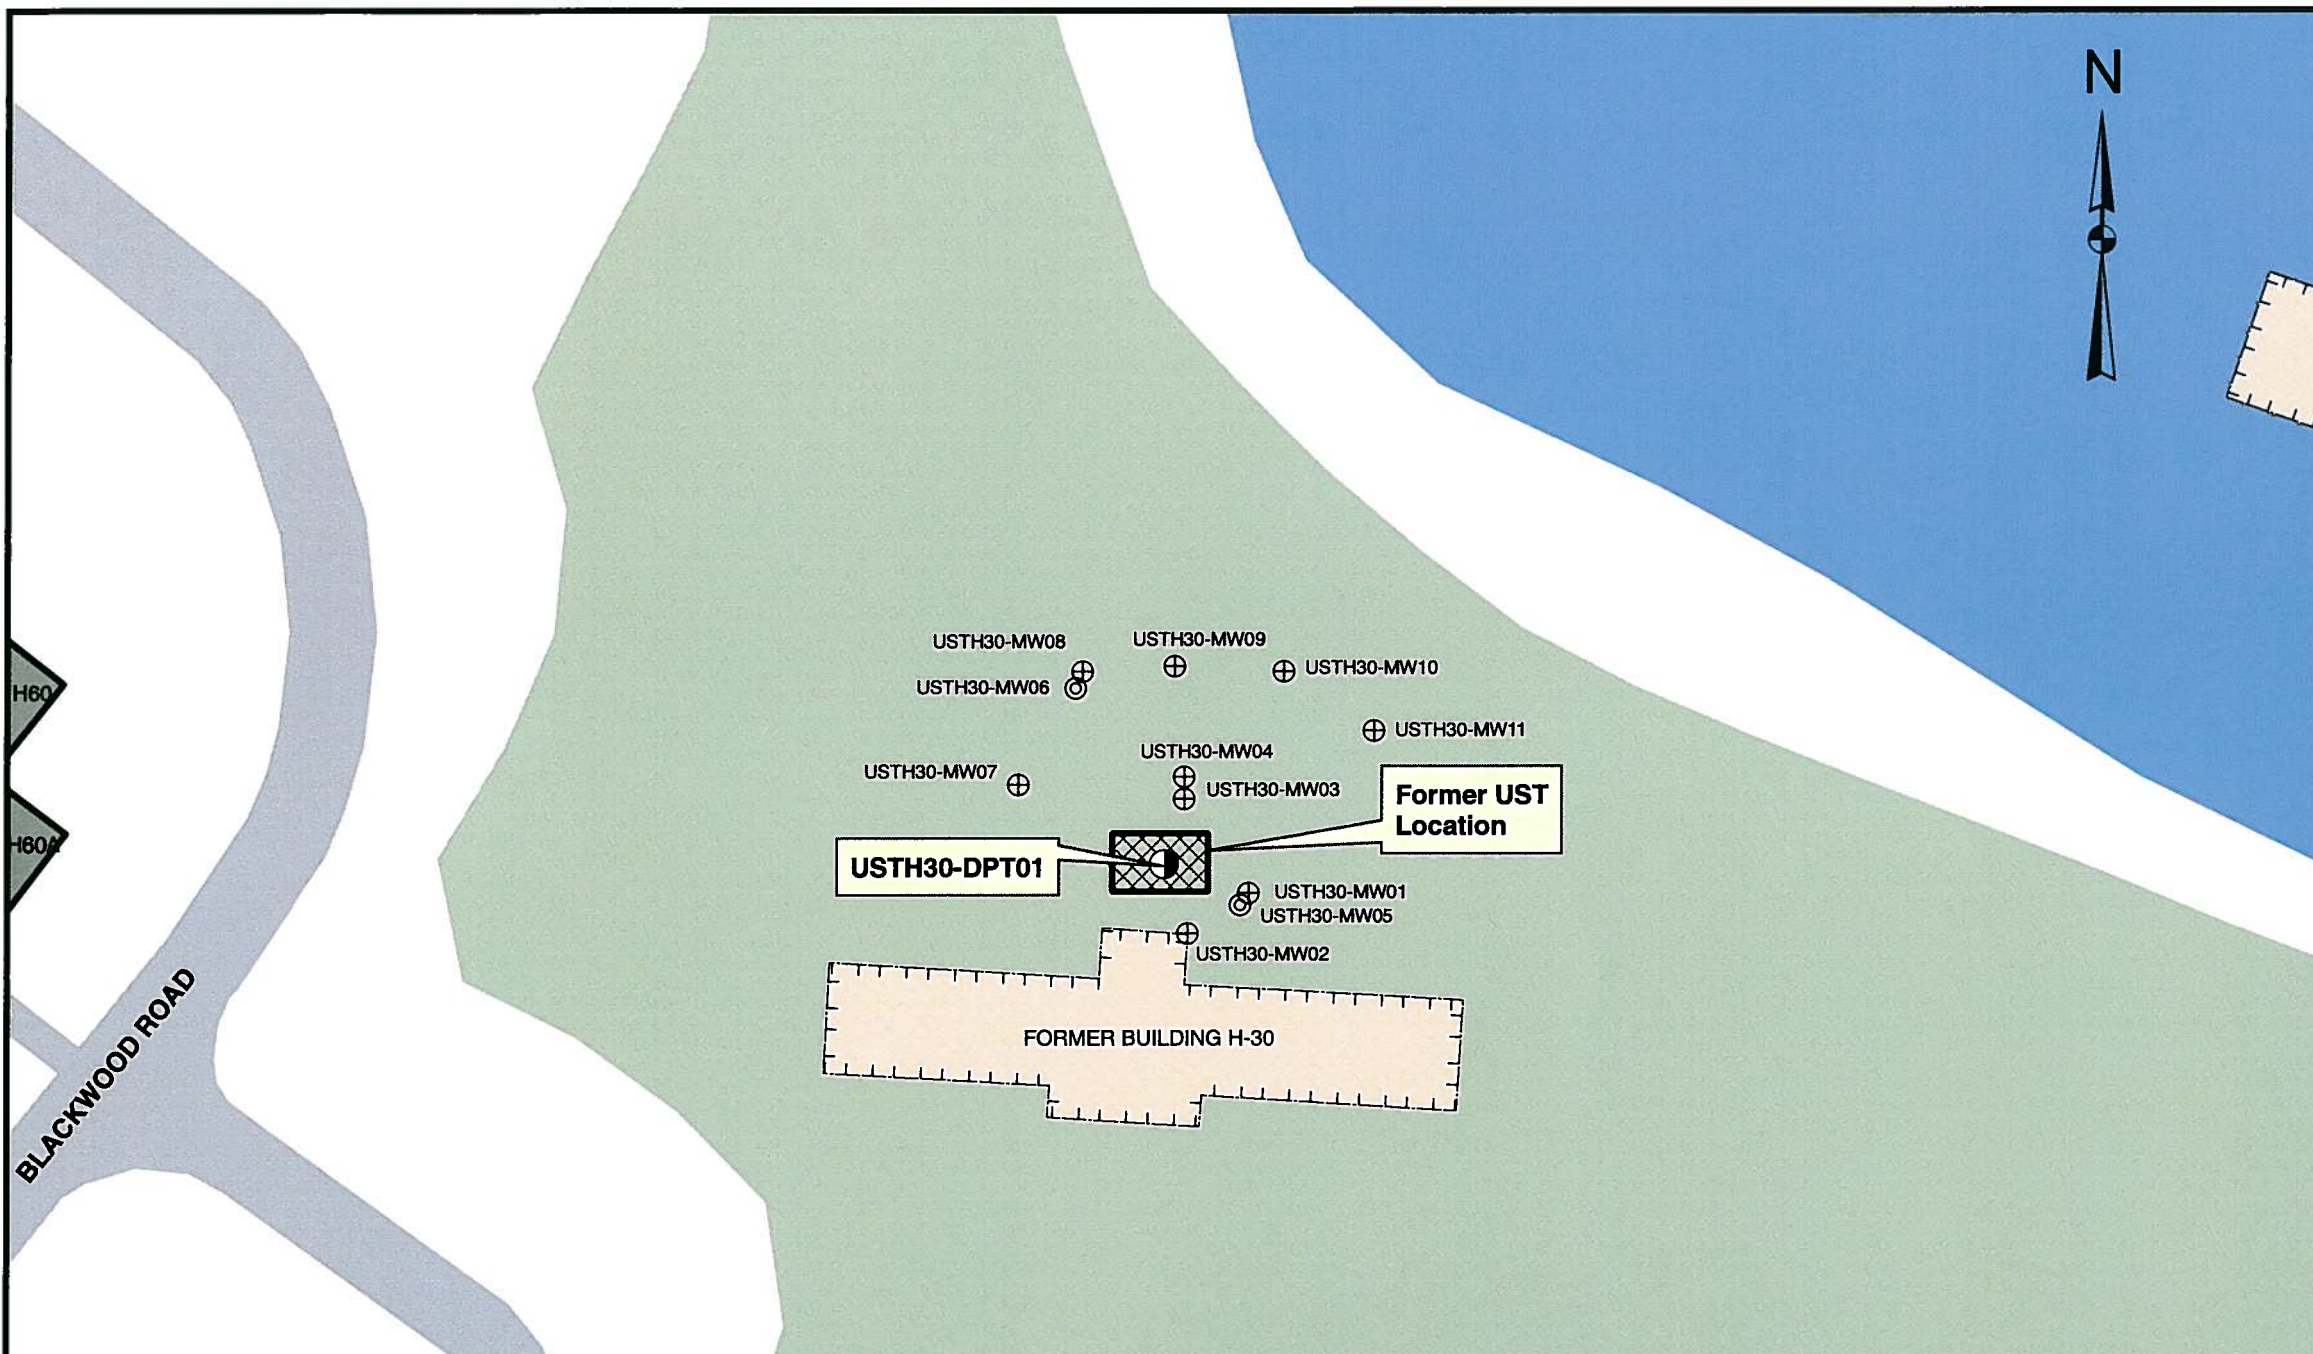 N
USTH30-MW08
USTH30-MW09
USTH30-MW10
USTH30-MW06
USTH30-MW11
USTH30-MW04
USTH30-MW07
USTH30-MW03
Former UST
Location
USTH30-DPT01
USTH30-MW01
USTH30-MW05
USTH30-MW02
FORMER BUILDING H-30
H60
H60A
BLACKWOOD ROAD